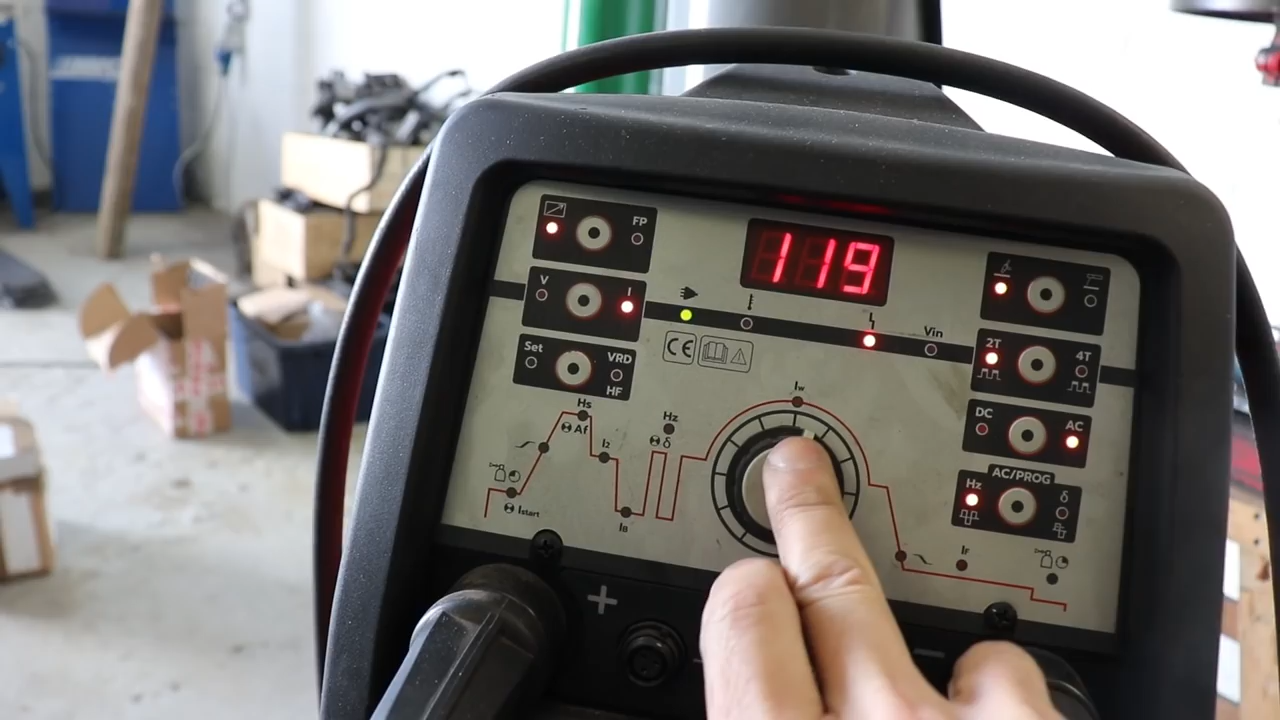 FP
119
V I
Vin
Set VRD
HF
CE
2T 4T
DC AC
AC/PROG
Hz δ
Hs
Af
Hz
δ
I2
Istart
IB
Iw
IF
+
-